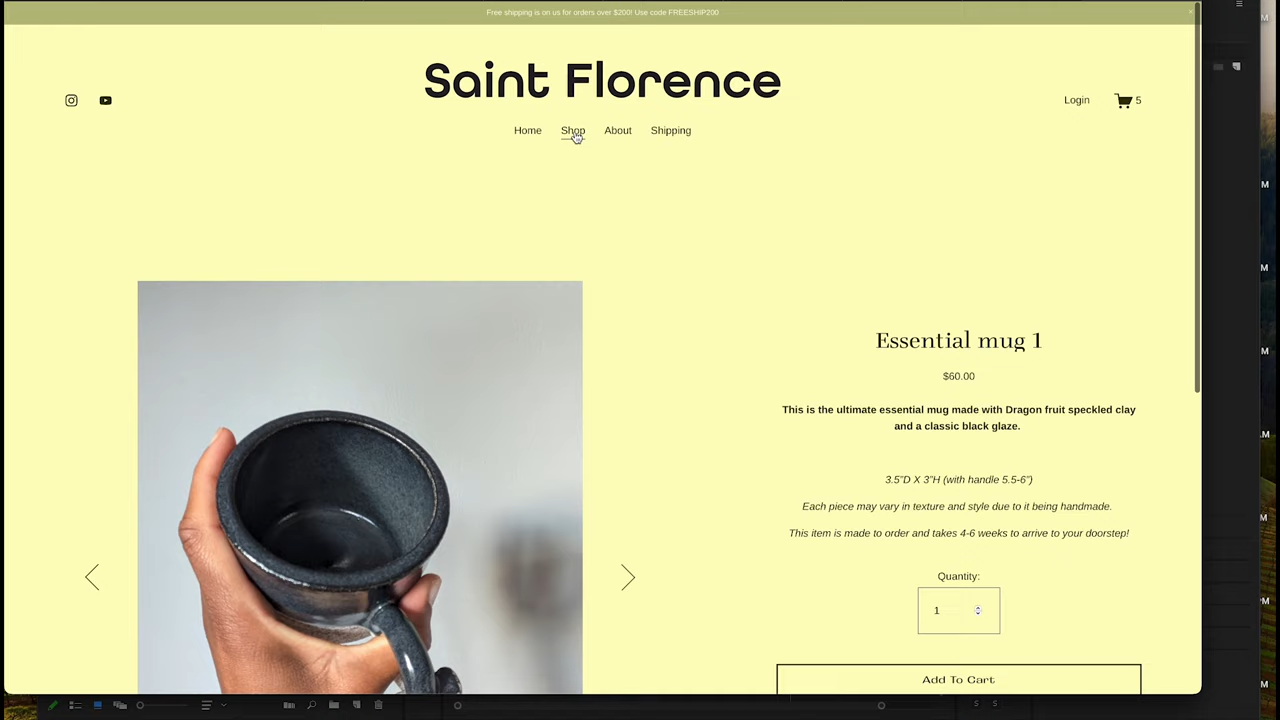 Free shipping is on us for orders over $200! Use code FREESHIP200
Saint Florence
Login
5
Home Shop About Shipping
Essential mug 1
$60.00
This is the ultimate essential mug made with Dragon fruit speckled clay
and a classic black glaze.
3.5"D X 3"H (with handle 5.5-6")
Each piece may vary in texture and style due to it being handmade.
This item is made to order and takes 4-6 weeks to arrive to your doorstep!
Quantity:
1
Add To Cart